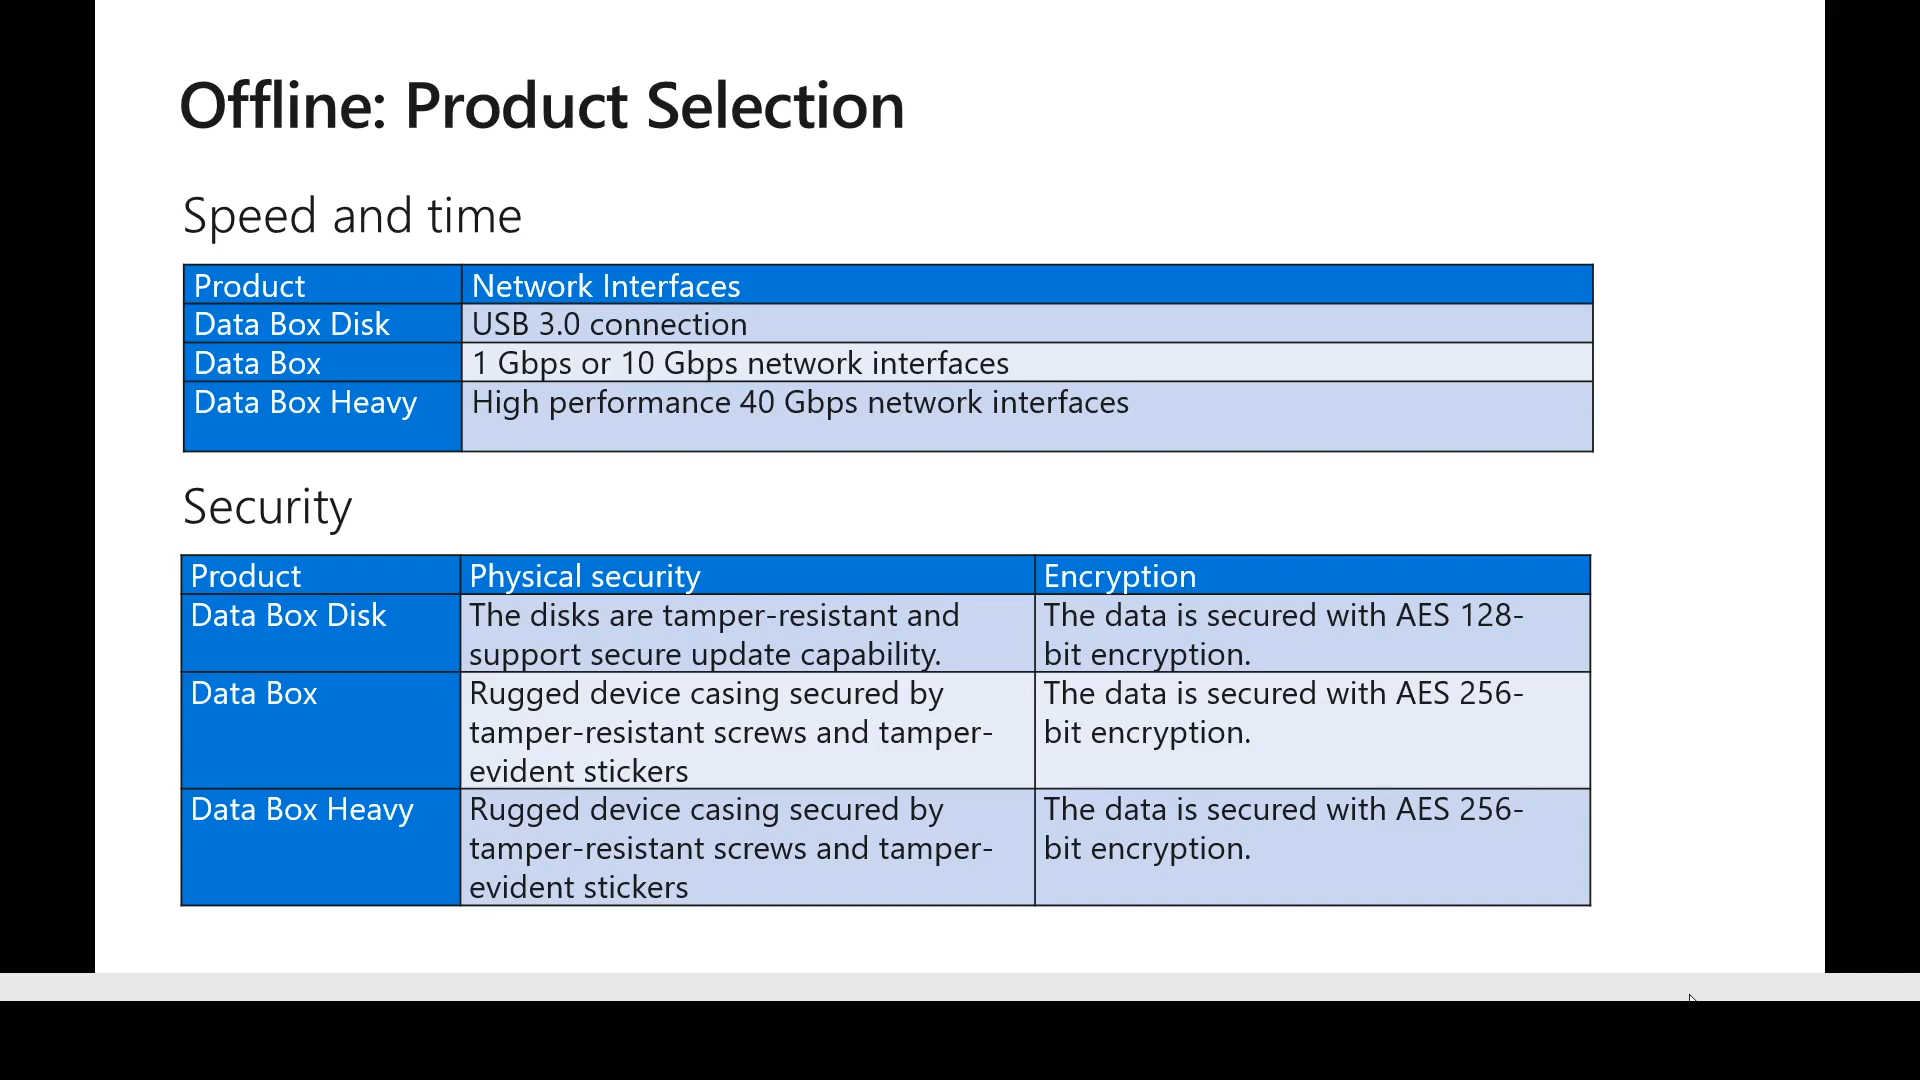 Offline: Product Selection
Speed and time
Product Network Interfaces
Data Box Disk USB 3.0 connection
Data Box 1 Gbps or 10 Gbps network interfaces
Data Box Heavy High performance 40 Gbps network interfaces
Security
Product Physical security Encryption
Data Box Disk The disks are tamper-resistant and The data is secured with AES 128-
support secure update capability. bit encryption.
Data Box Rugged device casing secured by The data is secured with AES 256-
tamper-resistant screws and tamper- bit encryption.
evident stickers
Data Box Heavy Rugged device casing secured by The data is secured with AES 256-
tamper-resistant screws and tamper- bit encryption.
evident stickers